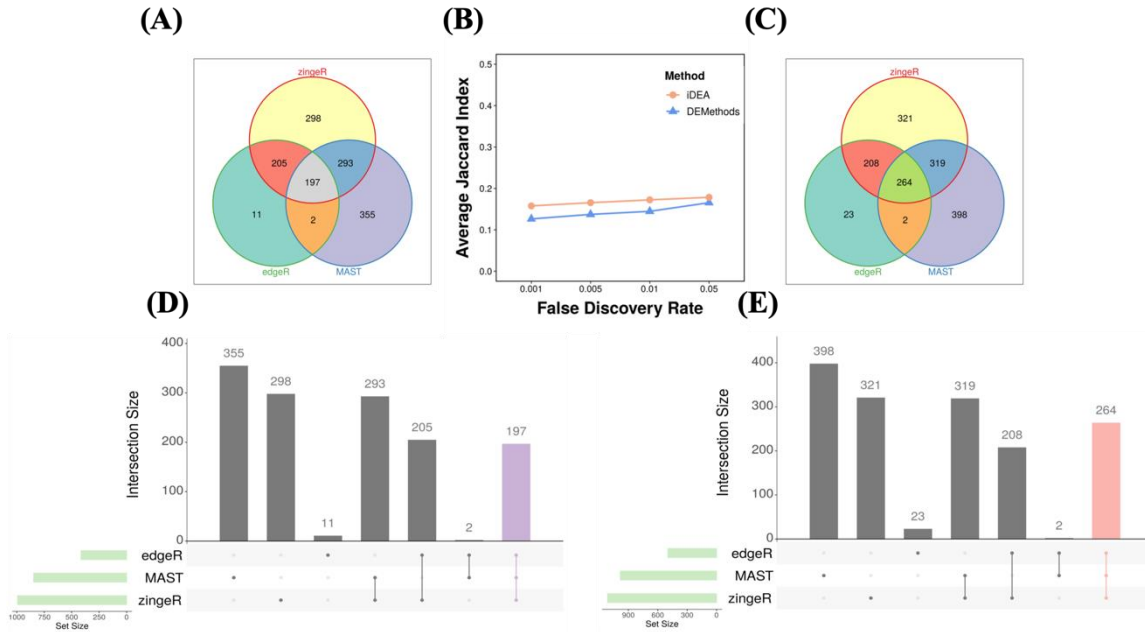 (A)
zingeR
298
205
293
197
11
2
355
edgeR
MAST
(B)
Average Jaccard Index
0.5
0.4
0.3
0.2
0.1
0.0
Method
iDEA
DEMethods
0.001
0.005
0.01
0.05
False Discovery Rate
(C)
zingeR
321
208
319
264
23
2
398
edgeR
MAST
(D)
Intersection Size
400
300
200
100
0
355
298
11
293
205
2
197
edgeR
MAST
zingeR
1000 750 500 250 0
Set Size
(E)
Intersection Size
400
300
200
100
0
398
321
23
319
208
2
264
edgeR
MAST
zingeR
900 600 300 0
Set Size